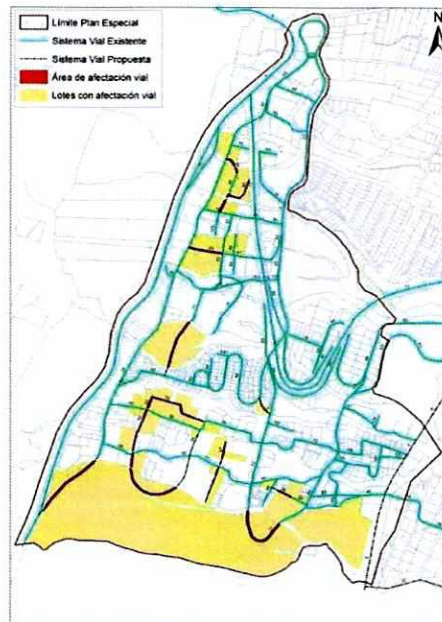 Límite Plan Especial
Sistema Vial Existente
Sistema Vial Propuesta
Área de afectación vial
Lotes con afectación vial
N